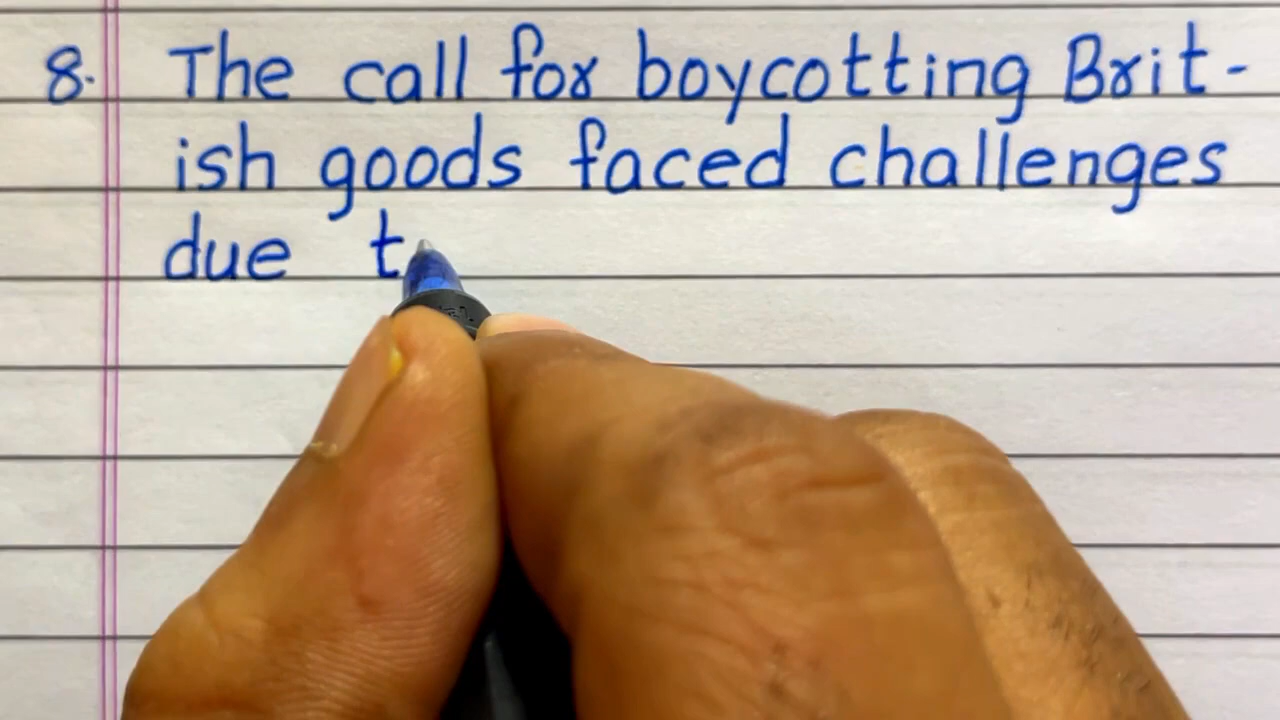 8. The call for boycotting Brit-
ish goods faced challenges
due t